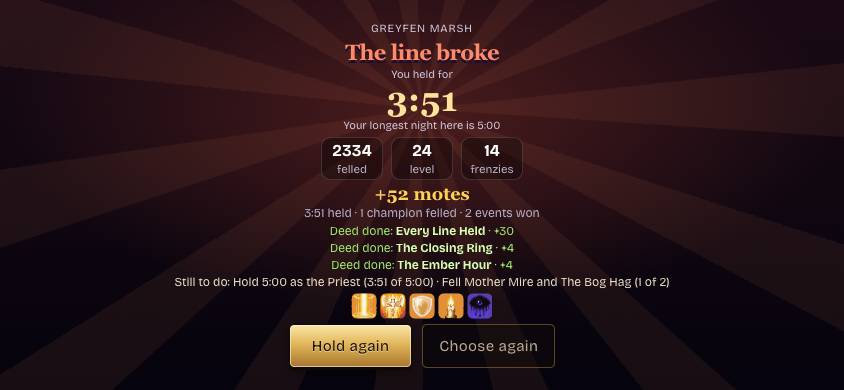 GREYFEN MARSH
The line broke
You held for
3:51
Your longest night here is 5:00
2334 24 14
felled level frenzies
+52 motes
3:51 held · 1 champion felled · 2 events won
Deed done: Every Line Held · +30
Deed done: The Closing Ring · +4
Deed done: The Ember Hour · +4
Still to do: Hold 5:00 as the Priest (3:51 of 5:00) · Fell Mother Mire and The Bog Hag (1 of 2)
Hold again Choose again